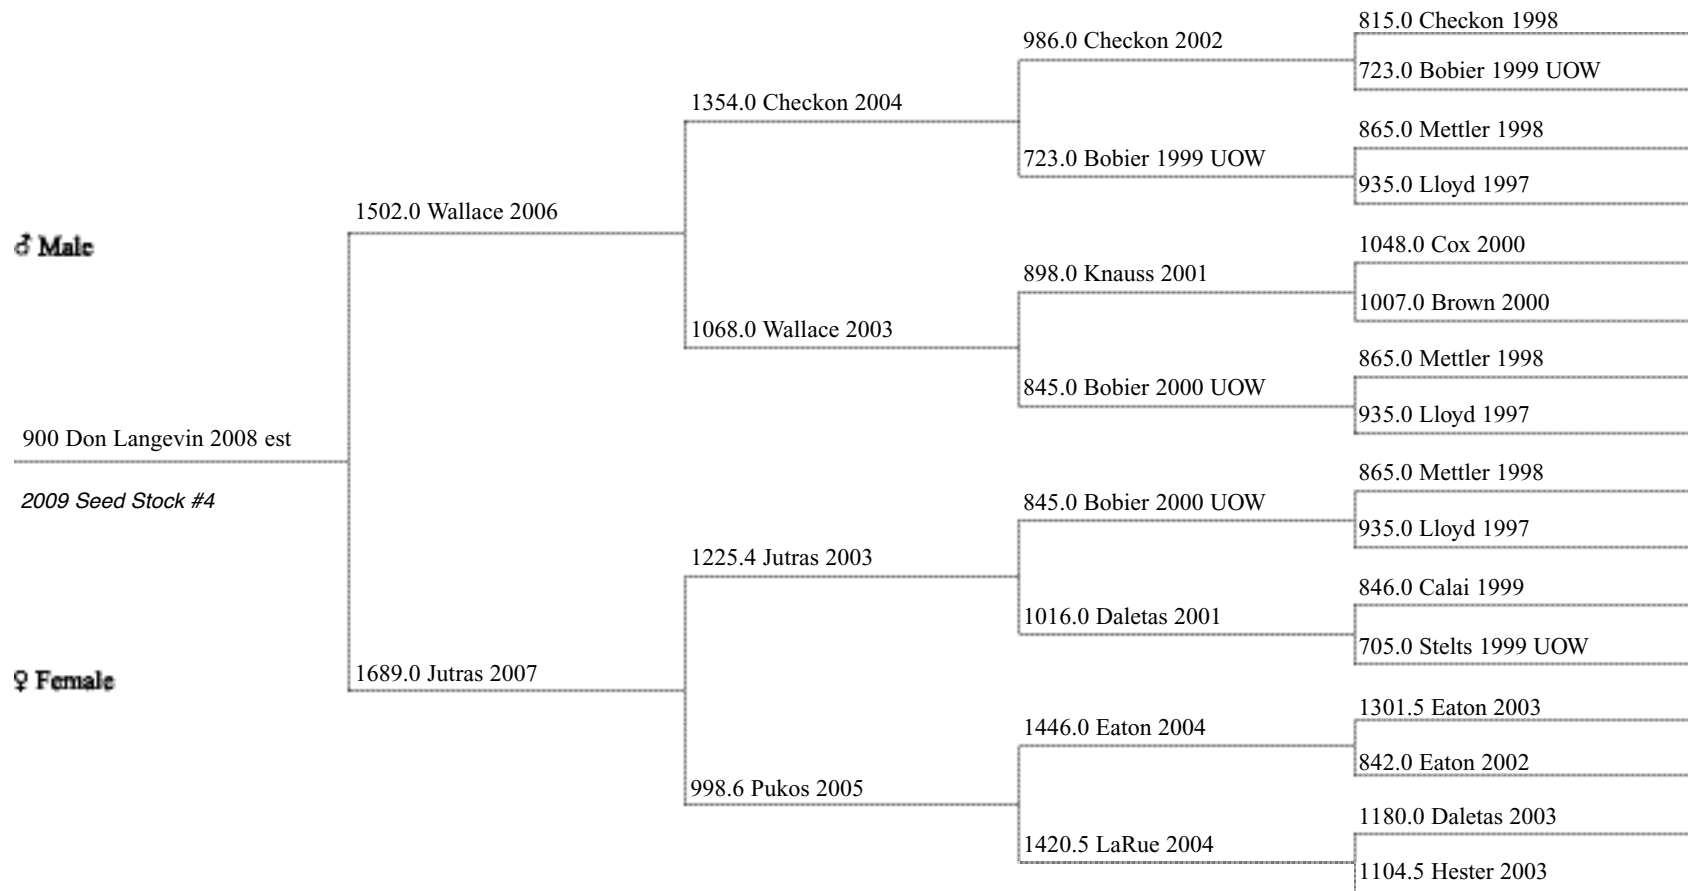 815.0 Checkon 1998
986.0 Checkon 2002
723.0 Bobier 1999 UOW
1354.0 Checkon 2004
865.0 Mettler 1998
723.0 Bobier 1999 UOW
935.0 Lloyd 1997
1502.0 Wallace 2006
♂ Male
1048.0 Cox 2000
898.0 Knauss 2001
1007.0 Brown 2000
1068.0 Wallace 2003
865.0 Mettler 1998
845.0 Bobier 2000 UOW
935.0 Lloyd 1997
900 Don Langevin 2008 est
2009 Seed Stock #4
865.0 Mettler 1998
845.0 Bobier 2000 UOW
935.0 Lloyd 1997
1225.4 Jutras 2003
846.0 Calai 1999
1016.0 Daletas 2001
705.0 Stelts 1999 UOW
1689.0 Jutras 2007
♀ Female
1301.5 Eaton 2003
1446.0 Eaton 2004
842.0 Eaton 2002
998.6 Pukos 2005
1180.0 Daletas 2003
1420.5 LaRue 2004
1104.5 Hester 2003